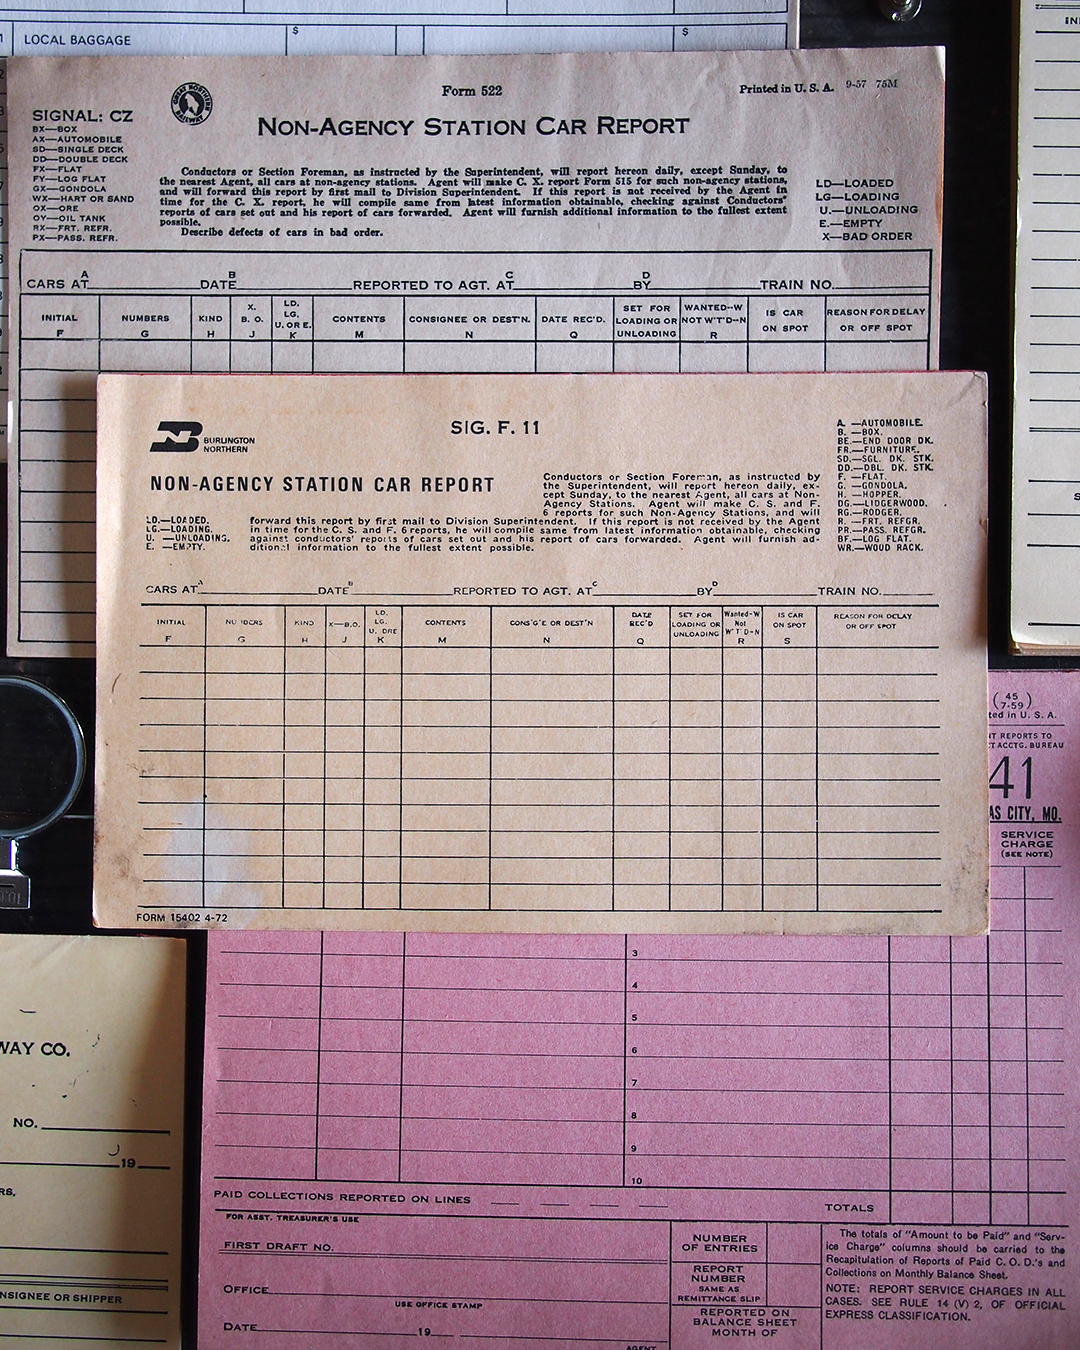 LOCAL BAGGAGE
$
$
Form 522
Printed in U. S. A. 9-57 75M
GREAT NORTHERN RAILWAY
SIGNAL: CZ
NON-AGENCY STATION CAR REPORT
BX—BOX
AX—AUTOMOBILE
SD—SINGLE DECK
DD—DOUBLE DECK
FX—FLAT
FY—LOG FLAT
GX—GONDOLA
WX—HART OR SAND
OX—ORE
OY—OIL TANK
RX—FRT. REFR.
PX—PASS. REFR.
Conductors or Section Foreman, as instructed by the Superintendent, will report hereon daily, except Sunday, to
the nearest Agent, all cars at non-agency stations. Agent will make C. X. report Form 515 for such non-agency stations,
and will forward this report by first mail to Division Superintendent. If this report is not received by the Agent in
time for the C. X. report, he will compile same from latest information obtainable, checking against Conductors'
reports of cars set out and his report of cars forwarded. Agent will furnish additional information to the fullest extent
possible.
Describe defects of cars in bad order.
LD—LOADED
LG—LOADING
U.—UNLOADING
E.—EMPTY
X—BAD ORDER
A B C D
CARS AT DATE REPORTED TO AGT. AT BY TRAIN NO.
INITIAL F
NUMBERS G
KIND H
X. B. O. J
LD. LG. U. OR E. K
CONTENTS M
CONSIGNEE OR DEST'N. N
DATE REC'D. Q
SET FOR LOADING OR UNLOADING
WANTED--W NOT W'T'D--N R
IS CAR ON SPOT
REASON FOR DELAY OR OFF SPOT
BURLINGTON
NORTHERN
SIG. F. 11
NON-AGENCY STATION CAR REPORT
A. —AUTOMOBILE.
B. —BOX.
BE.—END DOOR DK.
FR.—FURNITURE.
SD.—SGL. DK. STK.
DD.—DBL. DK. STK.
F. —FLAT.
G. —GONDOLA.
H. —HOPPER.
DG.—LODGERWOOD.
RG.—RODGER.
R. —FRT. REFGR.
PR.—PASS. REFGR.
BF.—LOG FLAT.
WR.—WOUD RACK.
LD.—LOADED.
LG.—LOADING.
U. —UNLOADING.
E. —EMPTY.
Conductors or Section Foreman, as instructed by
the Superintendent, will report hereon daily, ex-
cept Sunday, to the nearest Agent, all cars at Non-
Agency Stations. Agent will make C. S. and F.
6 reports for such Non-Agency Stations, and will
forward this report by first mail to Division Superintendent. If this report is not received by the Agent
in time for the C. S. and F. 6 reports, he will compile same from latest information obtainable, checking
against conductors' reports of cars set out and his report of cars forwarded. Agent will furnish ad-
ditional information to the fullest extent possible.
A B C D
CARS AT DATE REPORTED TO AGT. AT BY TRAIN NO.
INITIAL F
NUMBERS G
KIND H
X—B.O. J
LD. LG. U. ORE K
CONTENTS M
CONS'G'E OR DEST'N N
DATE REC'D Q
SET FOR LOADING OR UNLOADING
Wanted-W Not W'T'D-N R
IS CAR ON SPOT S
REASON FOR DELAY OR OFF SPOT
FORM 15402 4-72
(45 7-59)
ted in U. S. A.
T REPORTS TO
T ACCTG. BUREAU
41
AS CITY, MO.
SERVICE
CHARGE
(SEE NOTE)
3
4
5
6
7
8
9
10
PAID COLLECTIONS REPORTED ON LINES
TOTALS
FOR ASST. TREASURER'S USE
FIRST DRAFT NO.
OFFICE
USE OFFICE STAMP
DATE 19
AGENT
NUMBER
OF ENTRIES
REPORT
NUMBER
SAME AS
REMITTANCE SLIP
REPORTED ON
BALANCE SHEET
MONTH OF
The totals of "Amount to be Paid" and "Serv-
ice Charge" columns should be carried to the
Recapitulation of Reports of Paid C. O. D.'s and
Collections on Monthly Balance Sheet.
NOTE: REPORT SERVICE CHARGES IN ALL
CASES. SEE RULE 14 (V) 2, OF OFFICIAL
EXPRESS CLASSIFICATION.
WAY CO.
NO.
19
RS,
NSIGNEE OR SHIPPER
IN
S